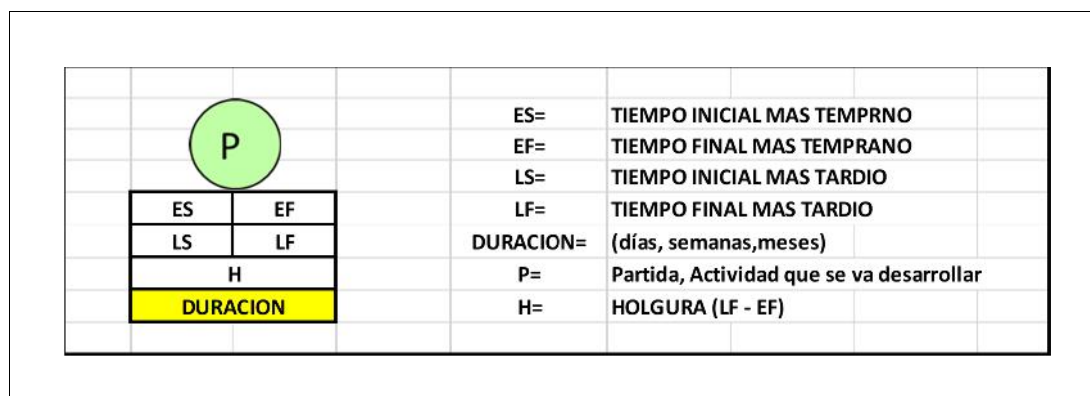 P
ES EF
LS LF
H
DURACION
ES= TIEMPO INICIAL MAS TEMPRNO
EF= TIEMPO FINAL MAS TEMPRANO
LS= TIEMPO INICIAL MAS TARDIO
LF= TIEMPO FINAL MAS TARDIO
DURACION= (días, semanas,meses)
P= Partida, Actividad que se va desarrollar
H= HOLGURA (LF - EF)